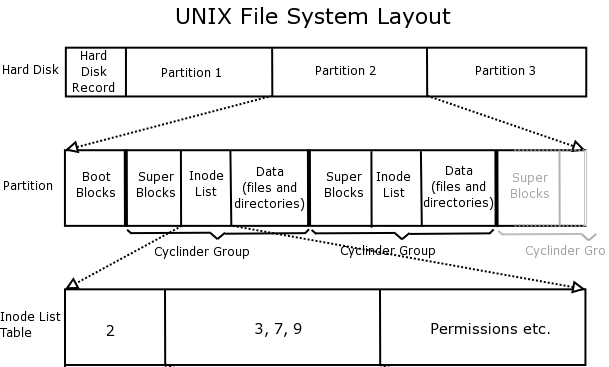 UNIX File System Layout
Hard Disk
Hard
Disk
Record
Partition 1
Partition 2
Partition 3
Partition
Boot
Blocks
Super
Blocks
Inode
List
Data
(files and
directories)
Super
Blocks
Inode
List
Data
(files and
directories)
Super
Blocks
Cyclinder Group
Cyclinder Group
Cyclinder Gro
Inode List
Table
2
3, 7, 9
Permissions etc.